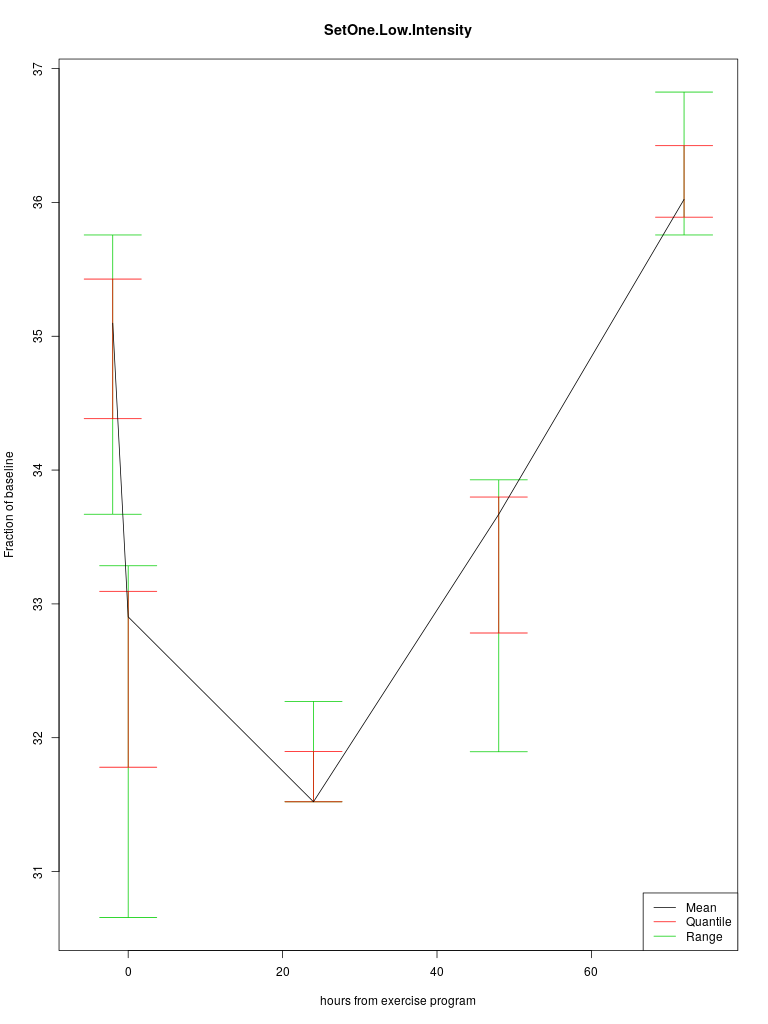 SetOne.Low.Intensity
Fraction of baseline
37
36
35
34
33
32
31
0 20 40 60
hours from exercise program
Mean
Quantile
Range